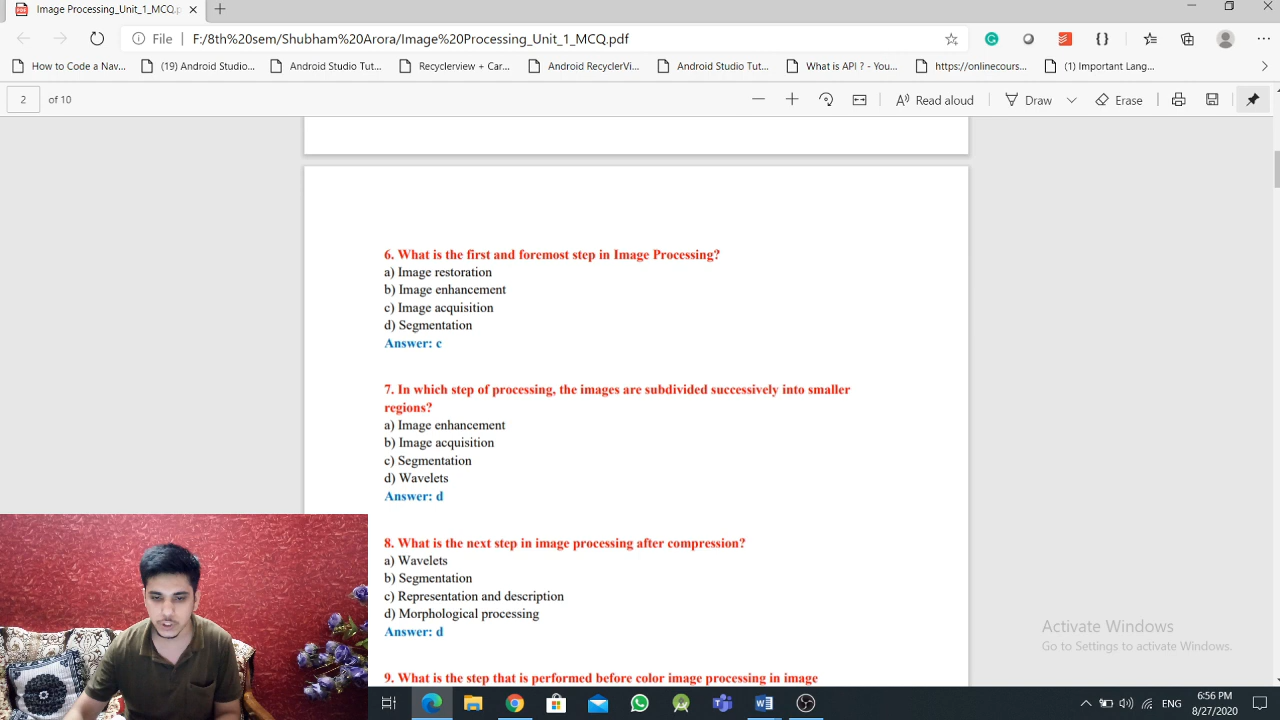 Image Processing_Unit_1_MCQ.p
File F:/8th%20sem/Shubham%20Arora/Image%20Processing_Unit_1_MCQ.pdf
How to Code a Nav... (19) Android Studio... Android Studio Tut... Recyclerview + Car... Android RecyclerVi... Android Studio Tut... What is API ? - You... https://onlinecours... (1) Important Lang...
2 of 10 Read aloud Draw Erase
6. What is the first and foremost step in Image Processing?
a) Image restoration
b) Image enhancement
c) Image acquisition
d) Segmentation
Answer: c
7. In which step of processing, the images are subdivided successively into smaller
regions?
a) Image enhancement
b) Image acquisition
c) Segmentation
d) Wavelets
Answer: d
8. What is the next step in image processing after compression?
a) Wavelets
b) Segmentation
c) Representation and description
d) Morphological processing
Answer: d
9. What is the step that is performed before color image processing in image
Activate Windows
Go to Settings to activate Windows.
ENG
6:56 PM
8/27/2020